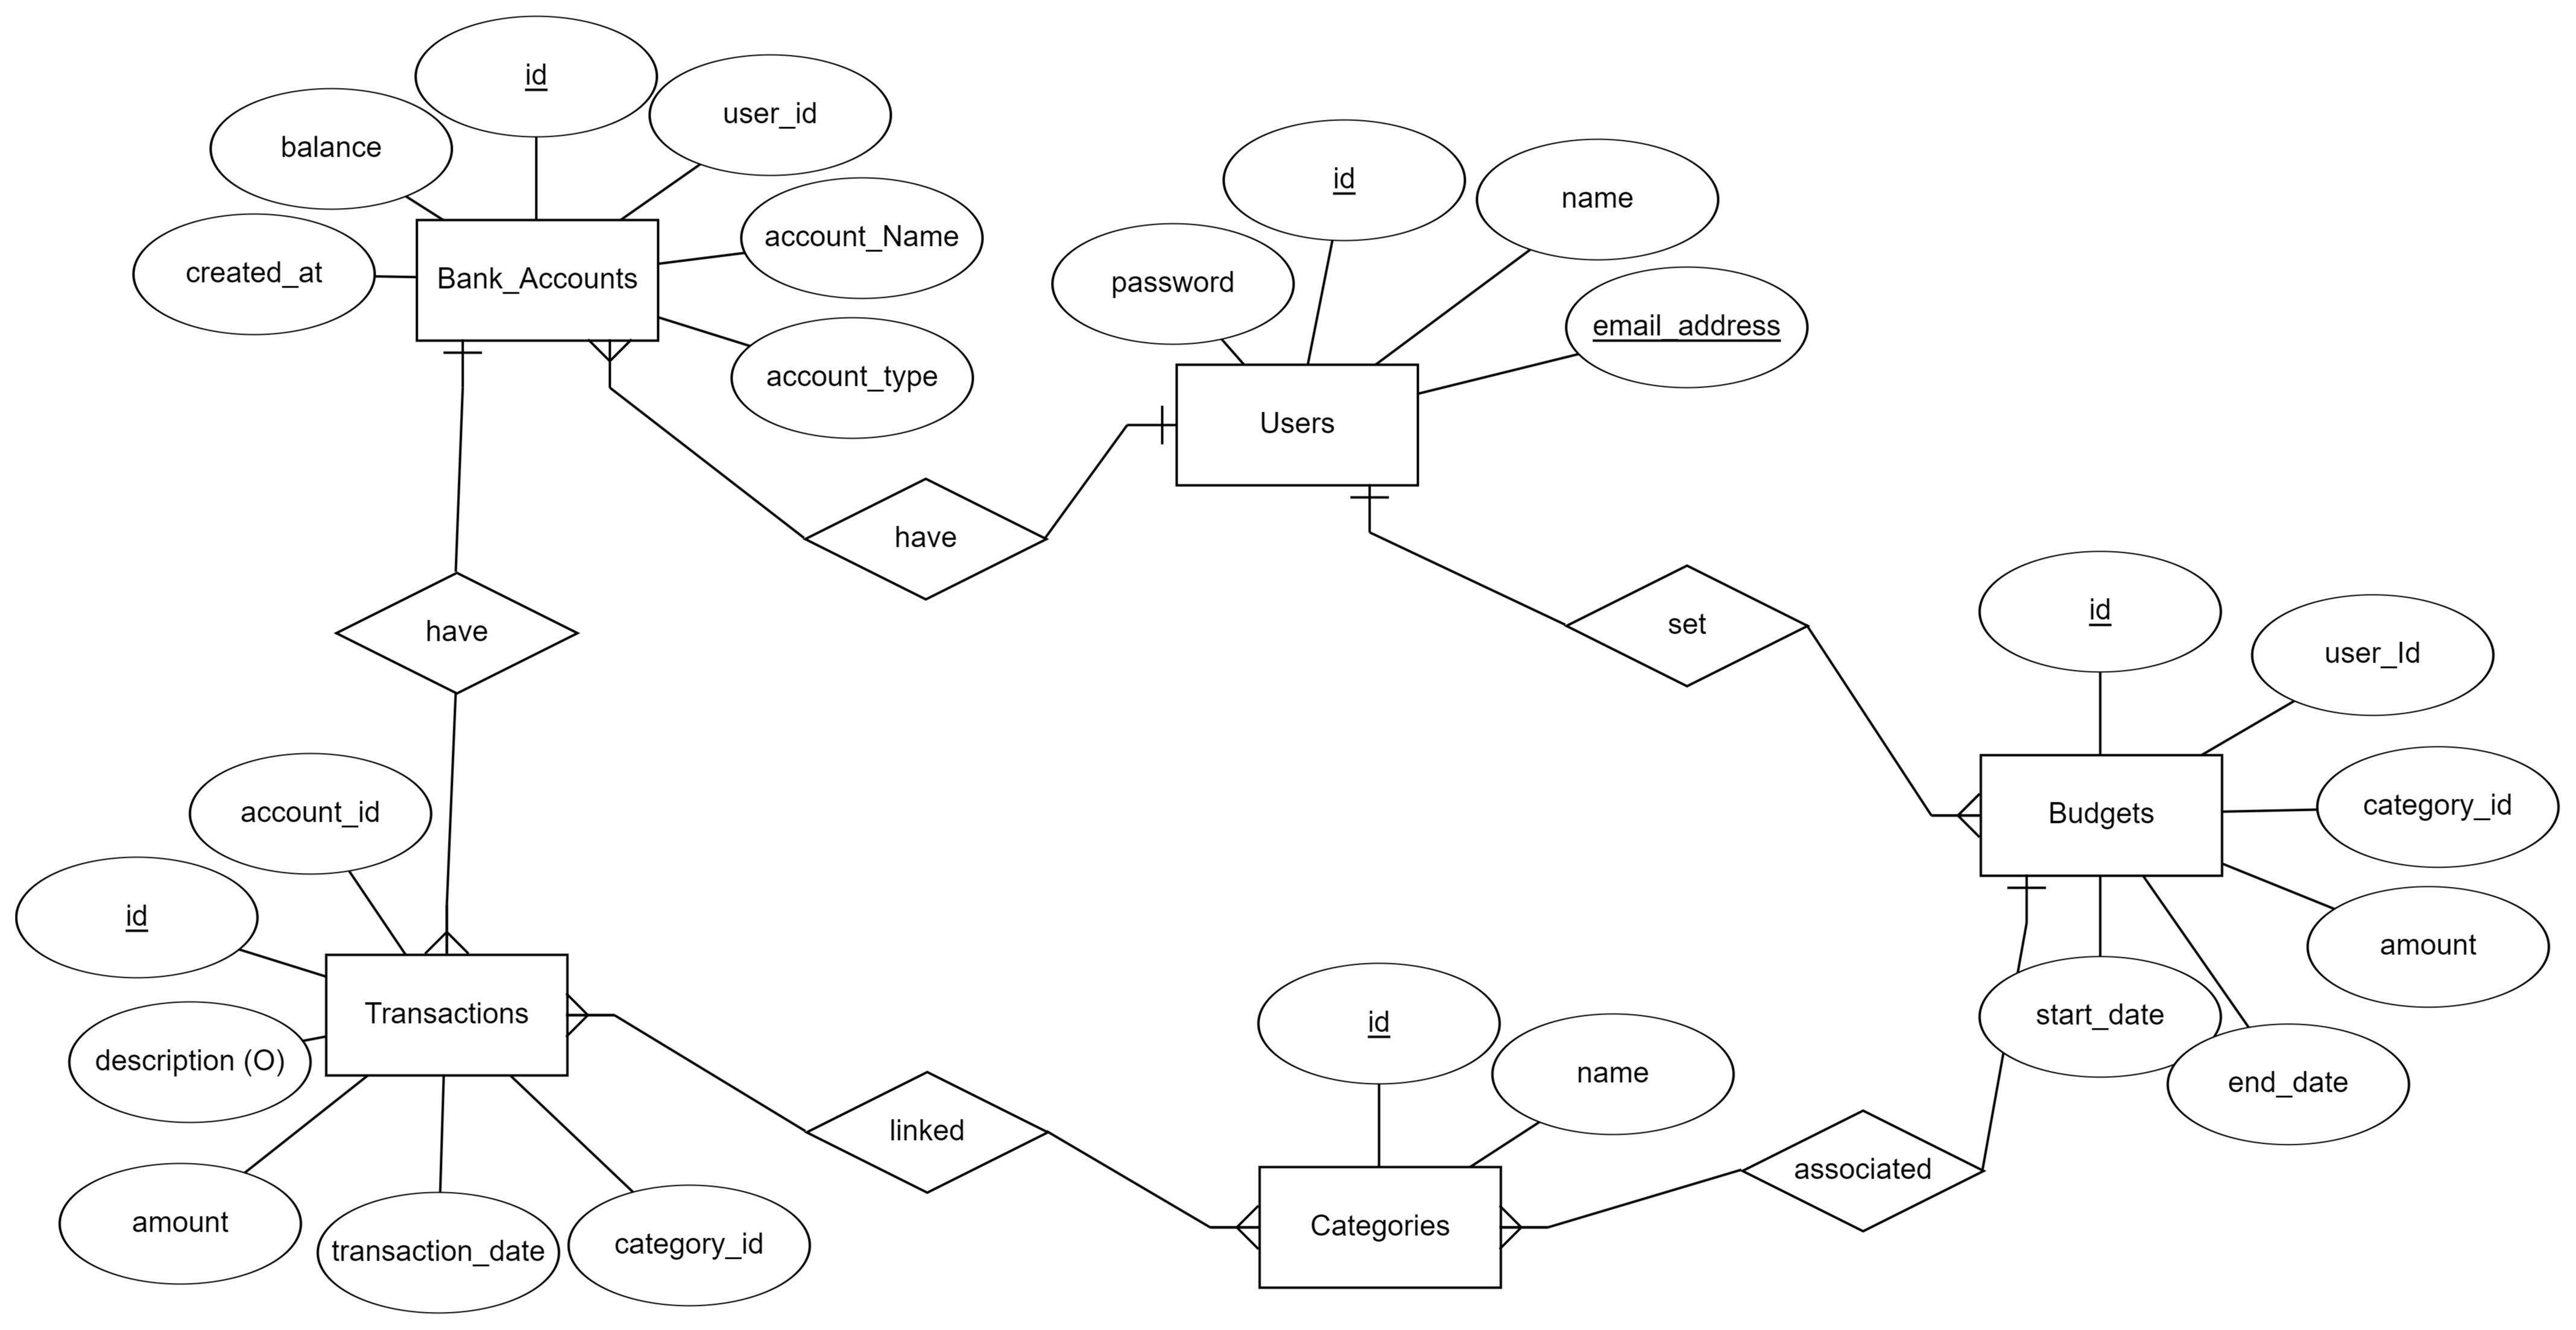 id
user_id
balance
account_Name
created_at
Bank_Accounts
account_type
id
name
password
email_address
Users
have
have
set
id
user_Id
category_id
Budgets
amount
start_date
end_date
account_id
id
Transactions
description (O)
amount
transaction_date
category_id
linked
id
name
Categories
associated